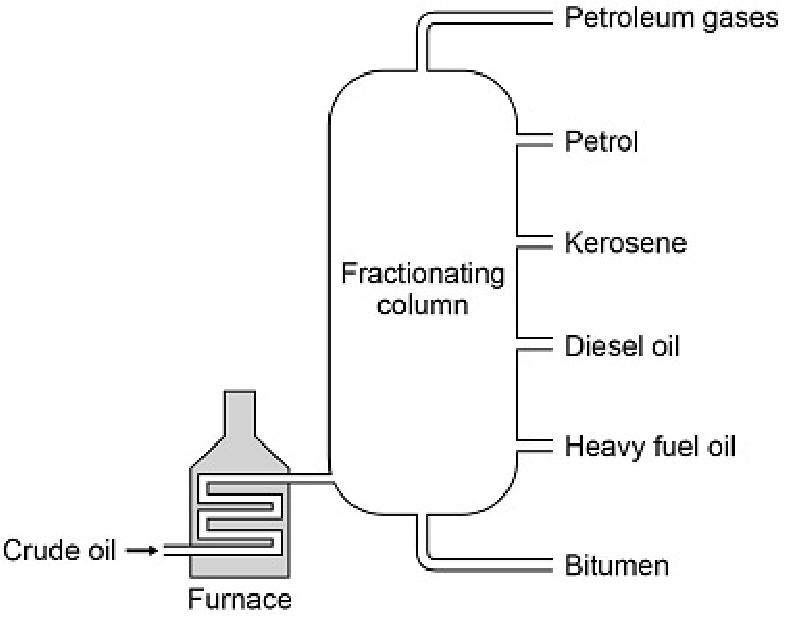 Petroleum gases
Petrol
Kerosene
Fractionating
column
Diesel oil
Heavy fuel oil
Crude oil
Bitumen
Furnace